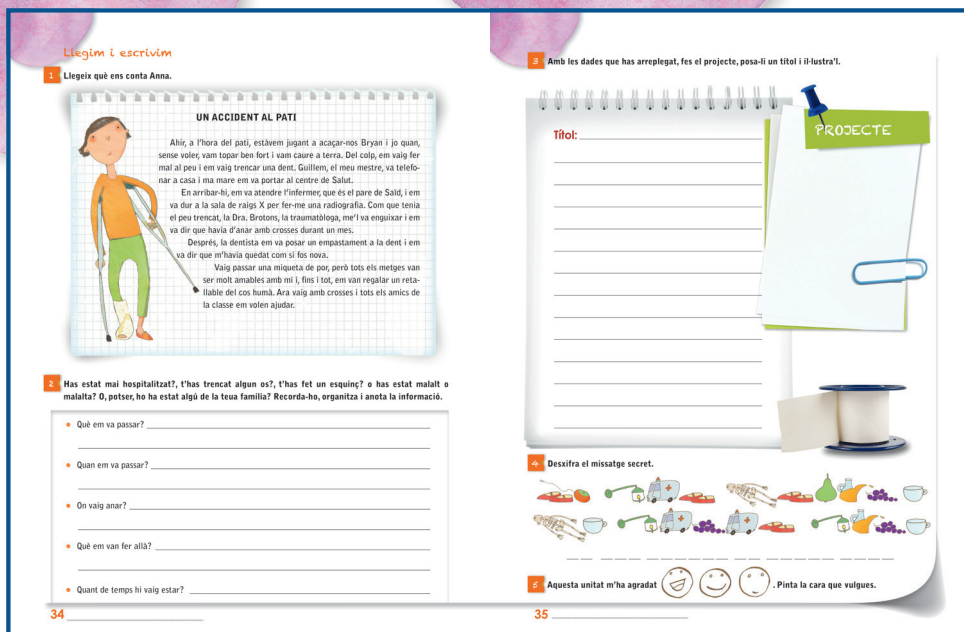 Llegim i escrivim
1 Llegeix què ens conta Anna.
UN ACCIDENT AL PATI
Ahir, a l'hora del pati, estàvem jugant a acaçar-nos Bryan i jo quan,
sense voler, vam topar ben fort i vam caure a terra. Del colp, em vaig fer
mal al peu i em vaig trencar una dent. Guillem, el meu mestre, va telefo-
nar a casa i ma mare em va portar al centre de Salut.
En arribar-hi, em va atendre l'infermer, que és el pare de Saïd, i em
va dur a la sala de raigs X per fer-me una radiografia. Com que tenia
el peu trencat, la Dra. Brotons, la traumatòloga, me'l va enguixar i em
va dir que havia d'anar amb crosses durant un mes.
Després, la dentista em va posar un empastament a la dent i em
va dir que m'havia quedat com si fos nova.
Vaig passar una miqueta de por, però tots els metges van
ser molt amables amb mi i, fins i tot, em van regalar un reta-
llable del cos humà. Ara vaig amb crosses i tots els amics de
la classe em volen ajudar.
2 Has estat mai hospitalitzat?, t'has trencat algun os?, t'has fet un esquinç? o has estat malalt o
malalta? O, potser, ho ha estat algú de la teua família? Recorda-ho, organitza i anota la informació.
• Què em va passar?
• Quan em va passar?
• On vaig anar?
• Què em van fer allà?
• Quant de temps hi vaig estar?
34
3 Amb les dades que has arreplegat, fes el projecte, posa-li un títol i il·lustra'l.
PROJECTE
Títol:
4 Desxifra el missatge secret.
5 Aquesta unitat m'ha agradat . Pinta la cara que vulgues.
35